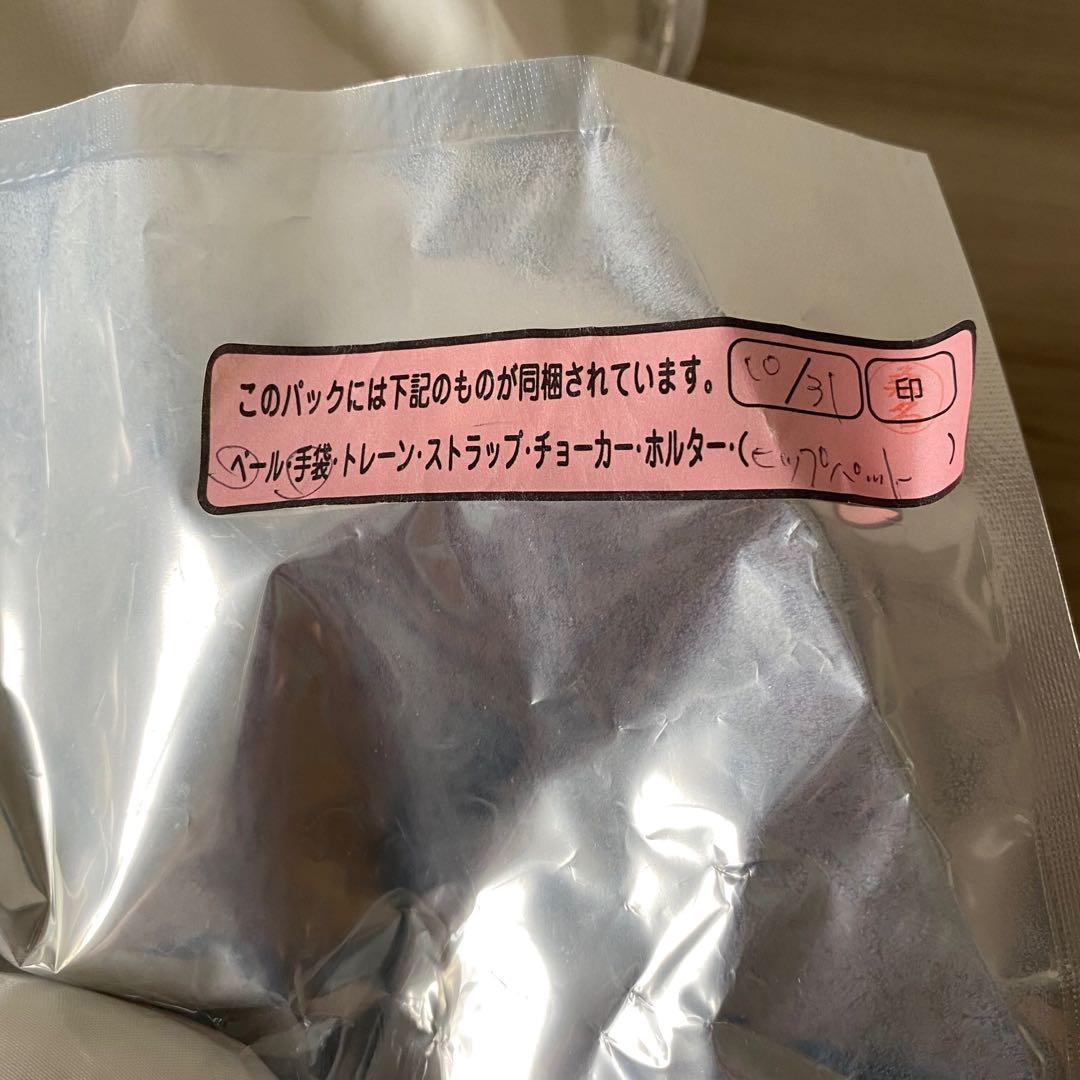 このパックには下記のものが同梱されています。 10/31 印
ベール・手袋・トレーン・ストラップ・チョーカー・ホルター・(ヒップパット)